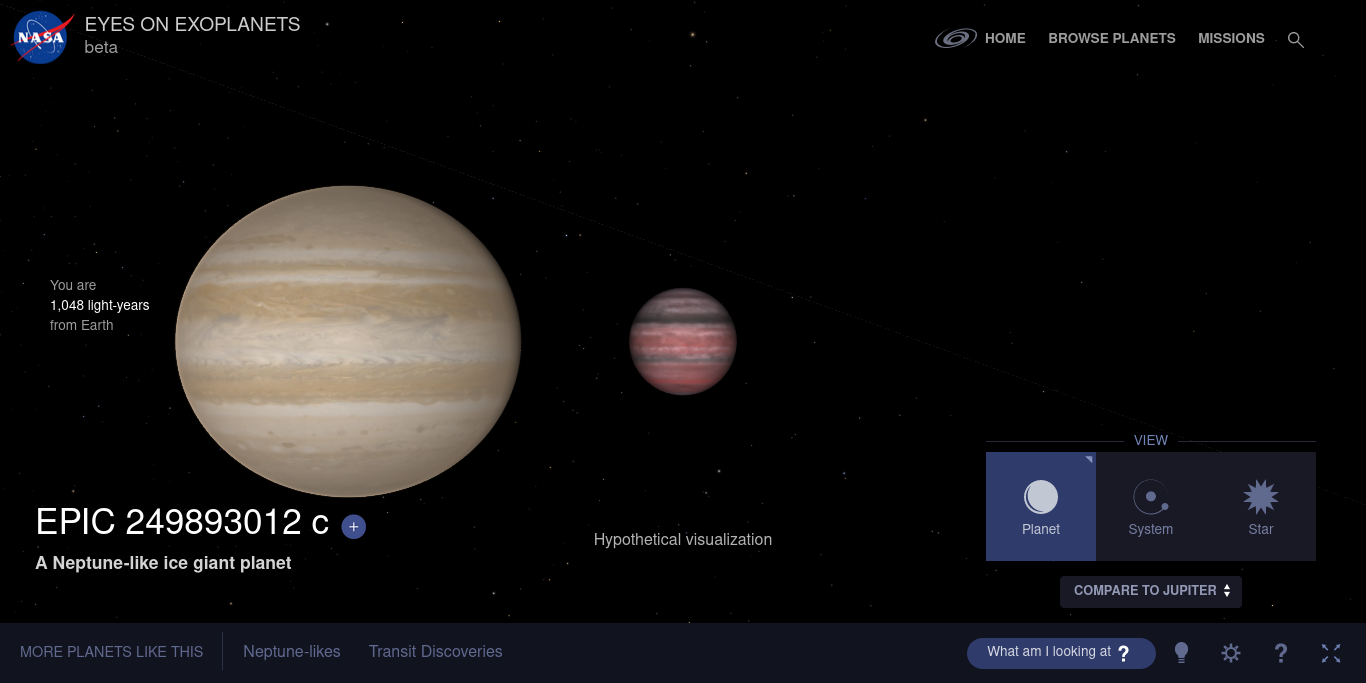 NASA
EYES ON EXOPLANETS
beta
HOME
BROWSE PLANETS
MISSIONS
You are
1,048 light-years
from Earth
EPIC 249893012 c +
A Neptune-like ice giant planet
Hypothetical visualization
VIEW
Planet
System
Star
COMPARE TO JUPITER
MORE PLANETS LIKE THIS
Neptune-likes
Transit Discoveries
What am I looking at ?
?